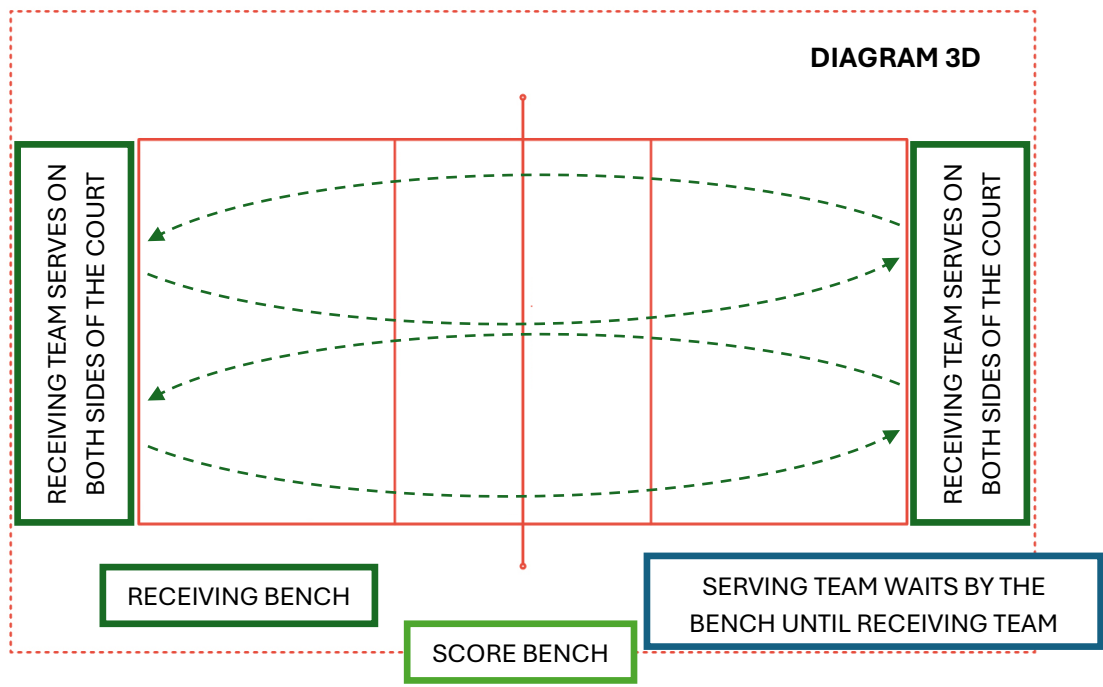 DIAGRAM 3D
RECEIVING TEAM SERVES ON
BOTH SIDES OF THE COURT
RECEIVING TEAM SERVES ON
BOTH SIDES OF THE COURT
RECEIVING BENCH
SERVING TEAM WAITS BY THE
BENCH UNTIL RECEIVING TEAM
SCORE BENCH